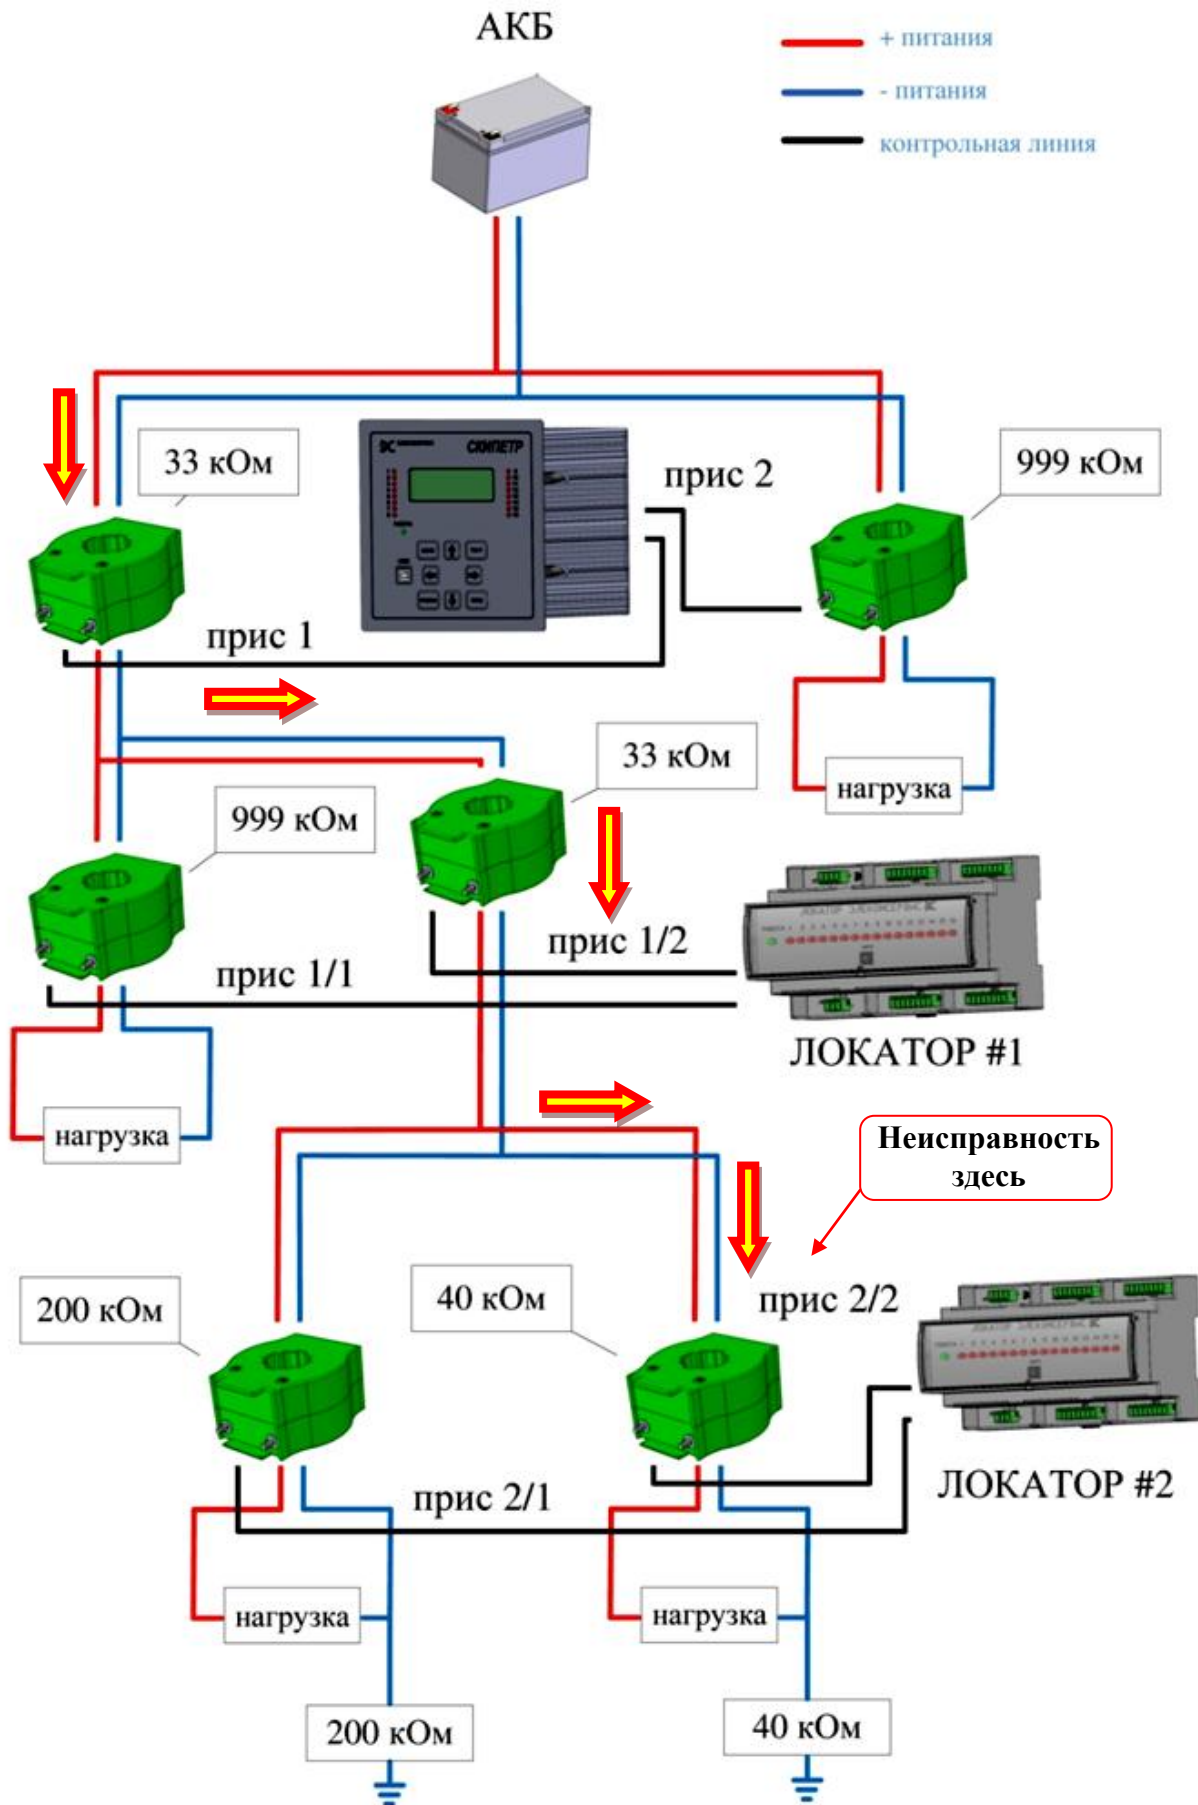 АКБ
+ питания
- питания
контрольная линия
33 кОм
СКИПЕТР
прис 2
999 кОм
прис 1
33 кОм
нагрузка
999 кОм
прис 1/2
прис 1/1
ЛОКАТОР #1
нагрузка
Неисправность
здесь
200 кОм
40 кОм
прис 2/2
прис 2/1
ЛОКАТОР #2
нагрузка
нагрузка
200 кОм
40 кОм